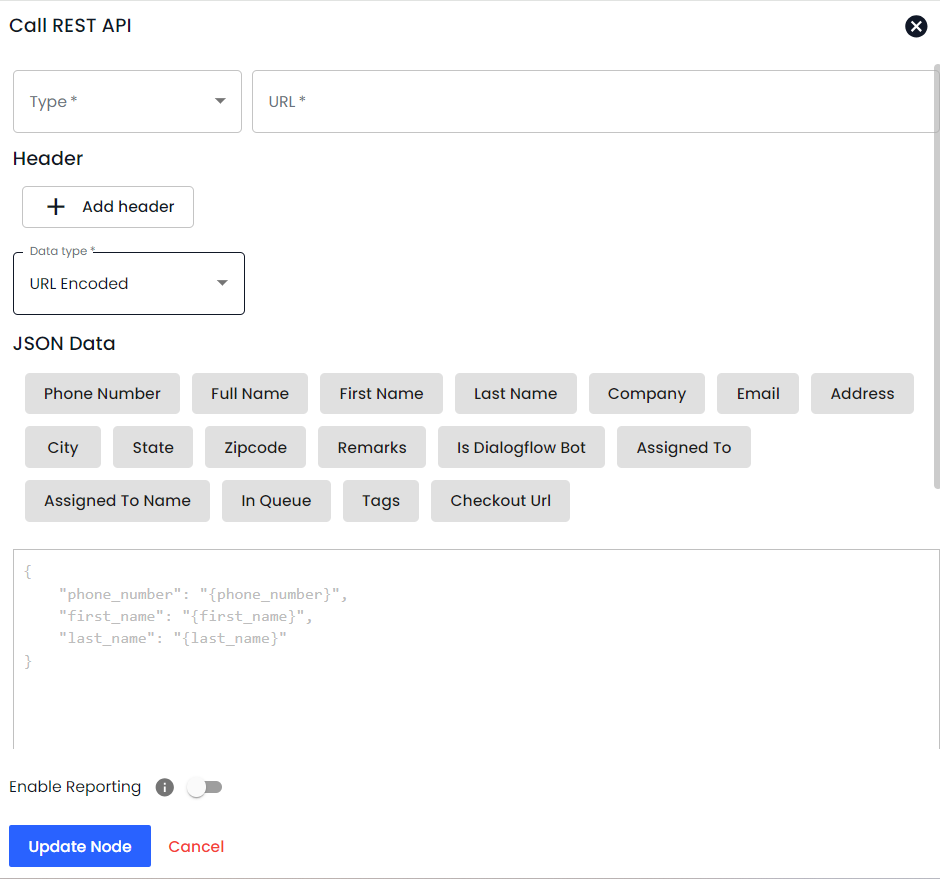 Call REST API
Type *
URL *
Header
Add header
Data type *
URL Encoded
JSON Data
Phone Number Full Name First Name Last Name Company Email Address
City State Zipcode Remarks Is Dialogflow Bot Assigned To
Assigned To Name In Queue Tags Checkout Url
{
    "phone_number": "{phone_number}",
    "first_name": "{first_name}",
    "last_name": "{last_name}"
}
Enable Reporting
Update Node Cancel